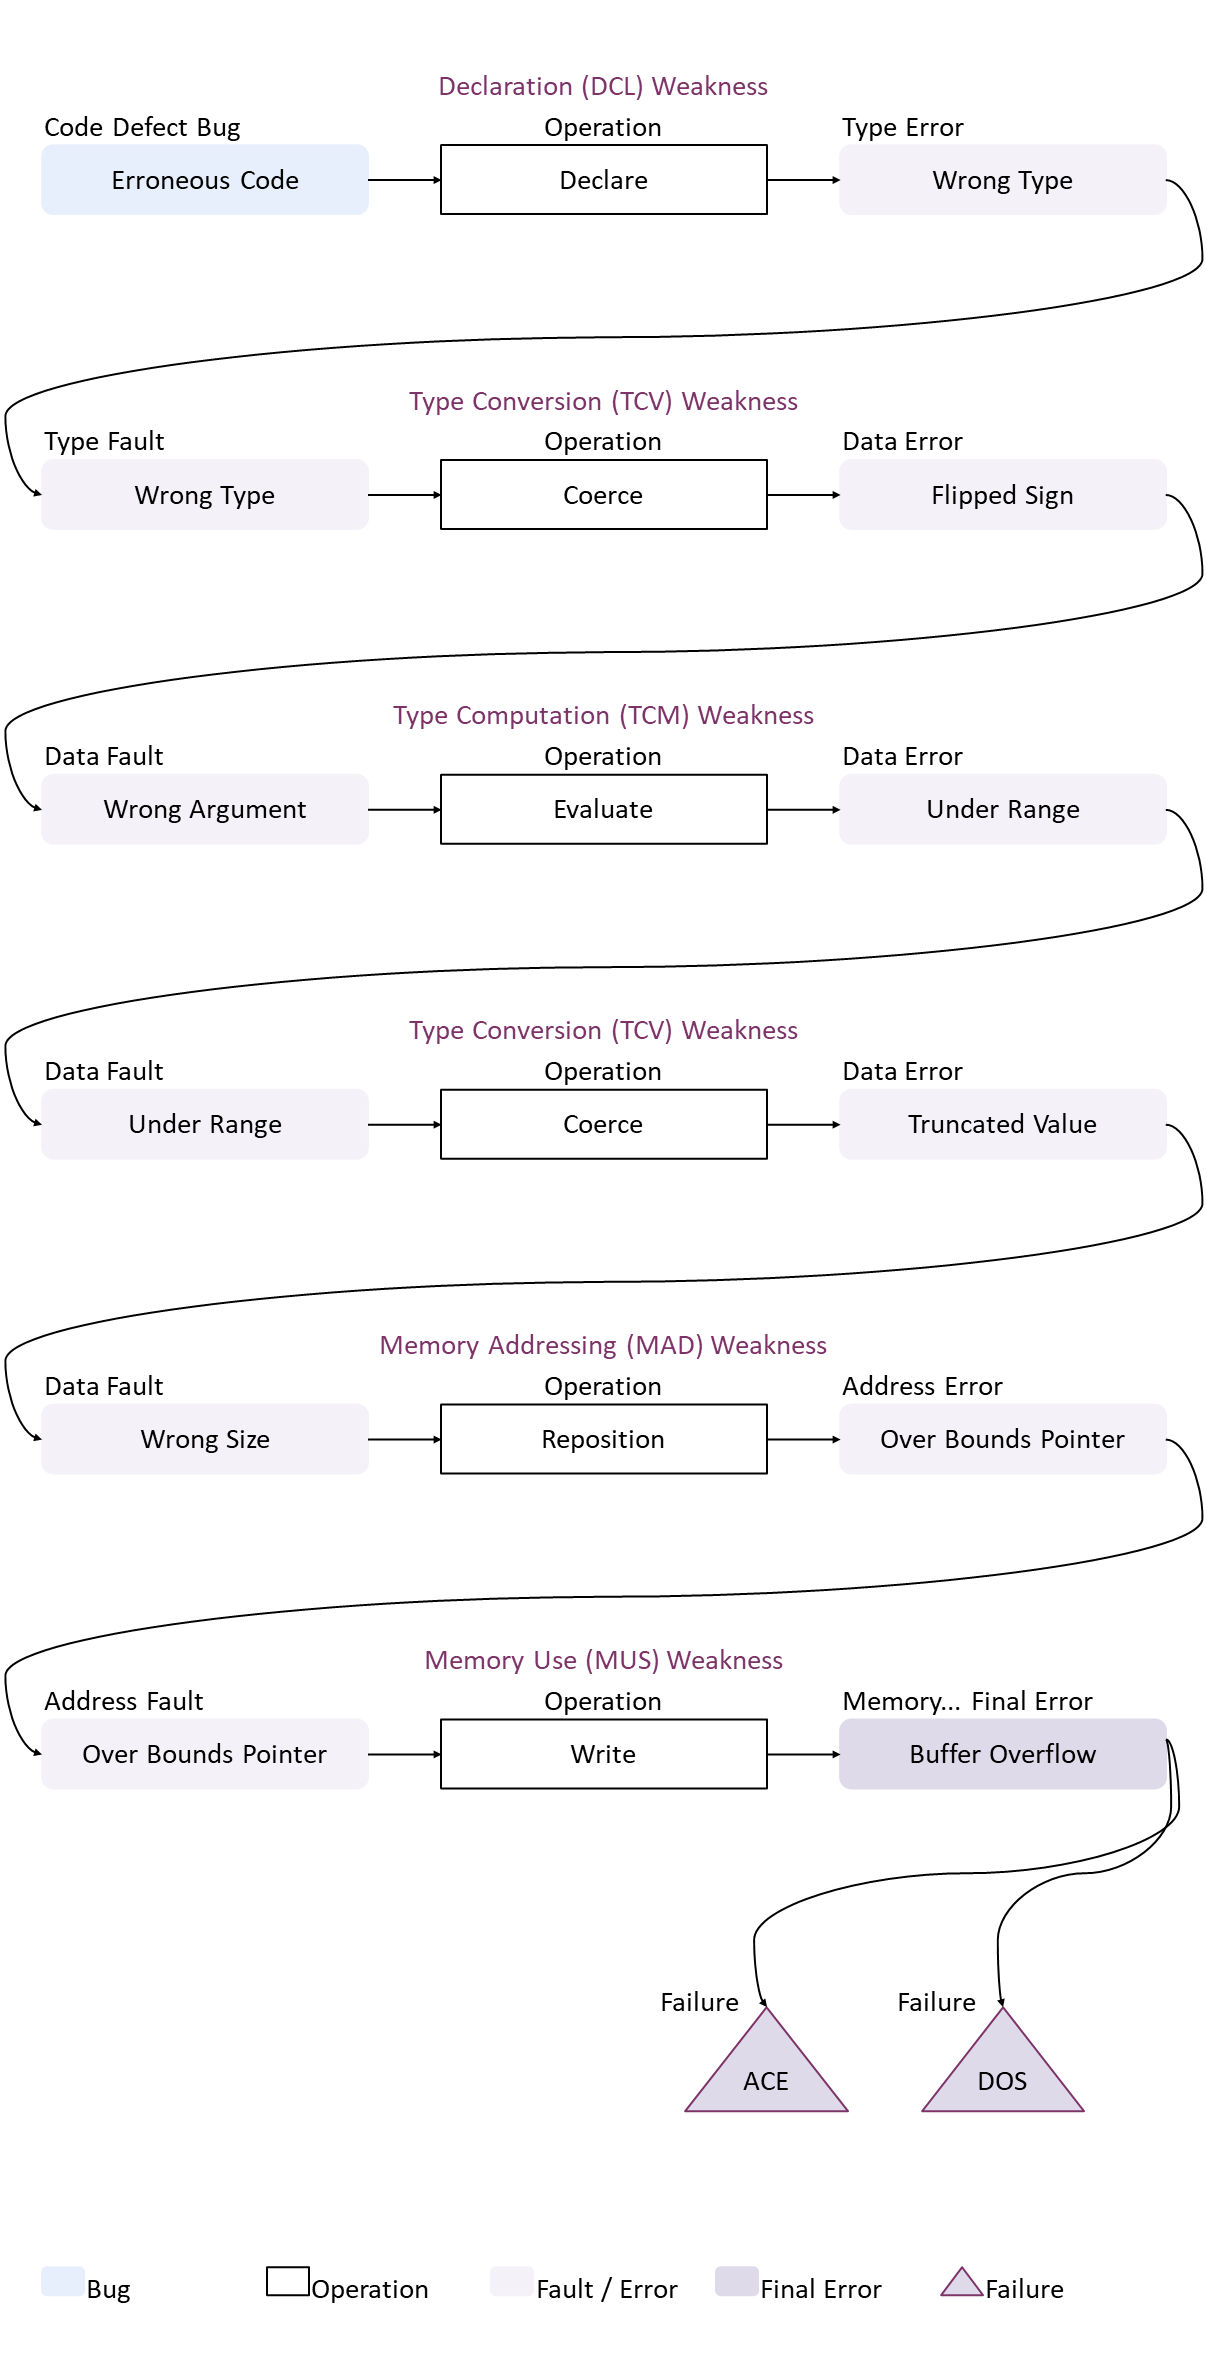 Declaration (DCL) Weakness
Code Defect Bug Operation Type Error
Erroneous Code Declare Wrong Type
Type Conversion (TCV) Weakness
Type Fault Operation Data Error
Wrong Type Coerce Flipped Sign
Type Computation (TCM) Weakness
Data Fault Operation Data Error
Wrong Argument Evaluate Under Range
Type Conversion (TCV) Weakness
Data Fault Operation Data Error
Under Range Coerce Truncated Value
Memory Addressing (MAD) Weakness
Data Fault Operation Address Error
Wrong Size Reposition Over Bounds Pointer
Memory Use (MUS) Weakness
Address Fault Operation Memory... Final Error
Over Bounds Pointer Write Buffer Overflow
Failure Failure
ACE DOS
Bug Operation Fault / Error Final Error Failure